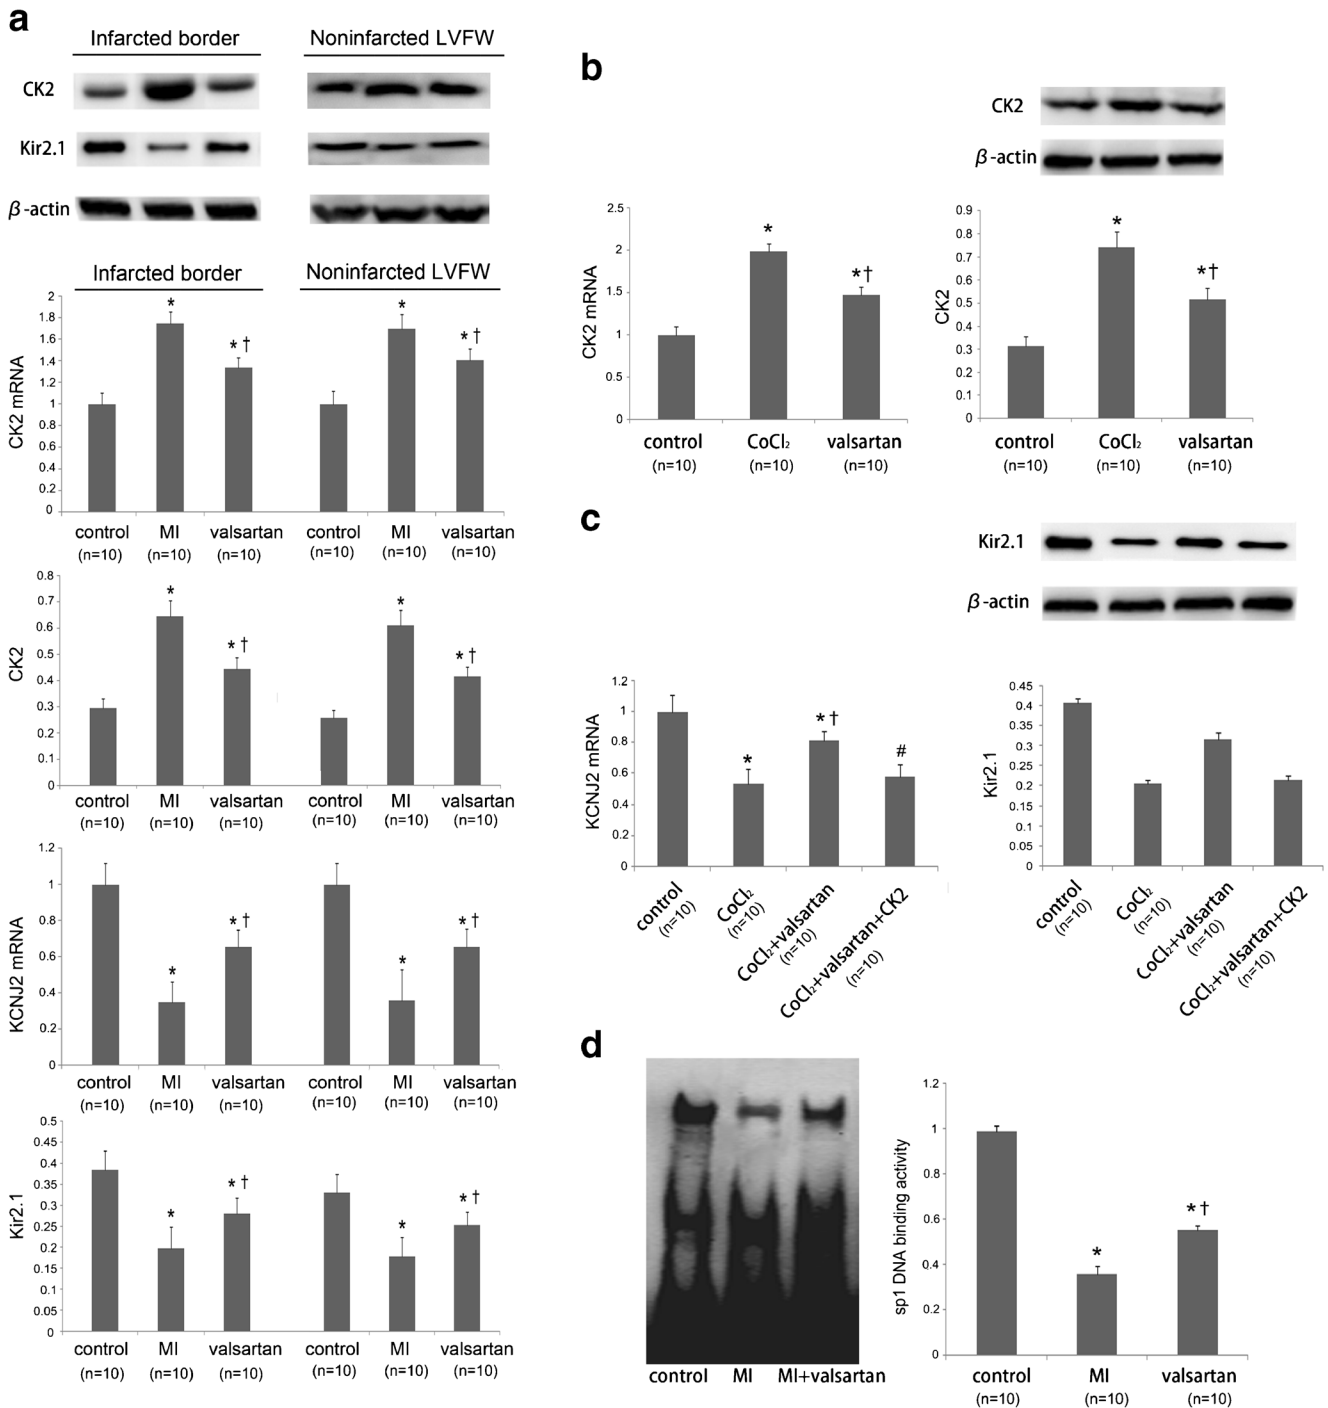 a
Infarcted border
Noninfarcted LVFW
CK2
Kir2.1
β-actin
Infarcted border
Noninfarcted LVFW
CK2 mRNA
2
1.8
1.6
1.4
1.2
1
0.8
0.6
0.4
0.2
0
*
* †
*
* †
control MI valsartan control MI valsartan
(n=10) (n=10) (n=10) (n=10) (n=10) (n=10)
CK2
0.8
0.7
0.6
0.5
0.4
0.3
0.2
0.1
0
*
* †
*
* †
control MI valsartan control MI valsartan
(n=10) (n=10) (n=10) (n=10) (n=10) (n=10)
KCNJ2 mRNA
1.2
1
0.8
0.6
0.4
0.2
0
*
* †
*
* †
control MI valsartan control MI valsartan
(n=10) (n=10) (n=10) (n=10) (n=10) (n=10)
Kir2.1
0.5
0.45
0.4
0.35
0.3
0.25
0.2
0.15
0.1
0.05
0
*
* †
*
* †
control MI valsartan control MI valsartan
(n=10) (n=10) (n=10) (n=10) (n=10) (n=10)
b
CK2
β-actin
CK2 mRNA
2.5
2
1.5
1
0.5
0
*
*†
control CoCl₂ valsartan
(n=10) (n=10) (n=10)
CK2
0.9
0.8
0.7
0.6
0.5
0.4
0.3
0.2
0.1
0
*
*†
control CoCl₂ valsartan
(n=10) (n=10) (n=10)
c
Kir2.1
β-actin
KCNJ2 mRNA
1.2
1
0.8
0.6
0.4
0.2
0
*
* †
#
control
(n=10)
CoCl₂
(n=10)
CoCl₂+valsartan
(n=10)
CoCl₂+valsartan+CK2
(n=10)
Kir2.1
0.45
0.4
0.35
0.3
0.25
0.2
0.15
0.1
0.05
0
control
(n=10)
CoCl₂
(n=10)
CoCl₂+valsartan
(n=10)
CoCl₂+valsartan+CK2
(n=10)
d
control MI MI+valsartan
sp1 DNA binding activity
1.2
1
0.8
0.6
0.4
0.2
0
*
* †
control MI valsartan
(n=10) (n=10) (n=10)